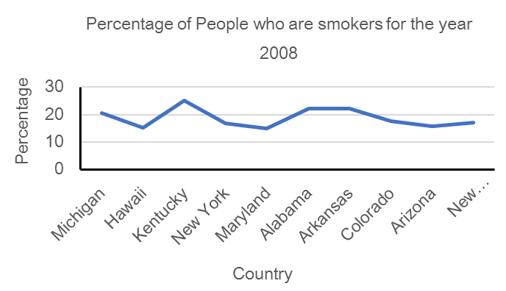 Percentage of People who are smokers for the year
2008
Percentage
30
20
10
0
Michigan
Hawaii
Kentucky
New York
Maryland
Alabama
Arkansas
Colorado
Arizona
New...
Country